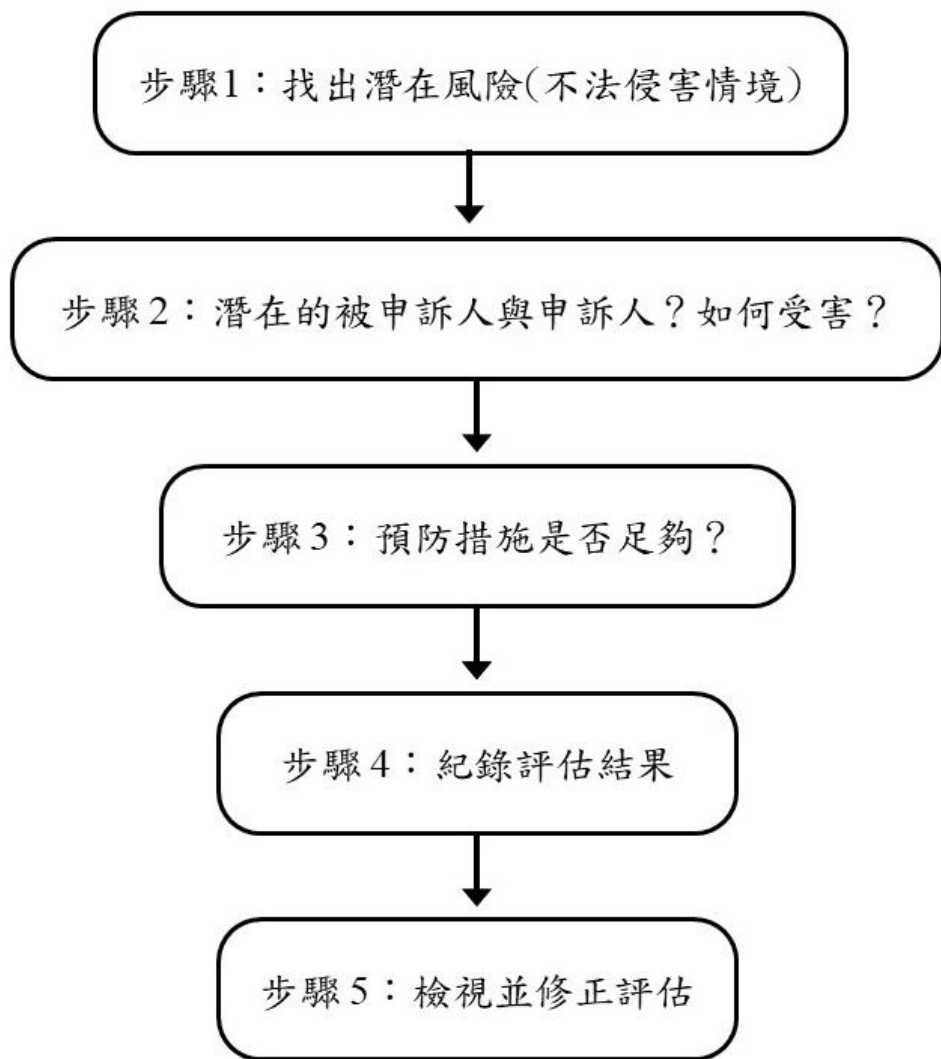 步驟1：找出潛在風險(不法侵害情境)
步驟2：潛在的被申訴人與申訴人？如何受害？
步驟3：預防措施是否足夠？
步驟4：紀錄評估結果
步驟5：檢視並修正評估